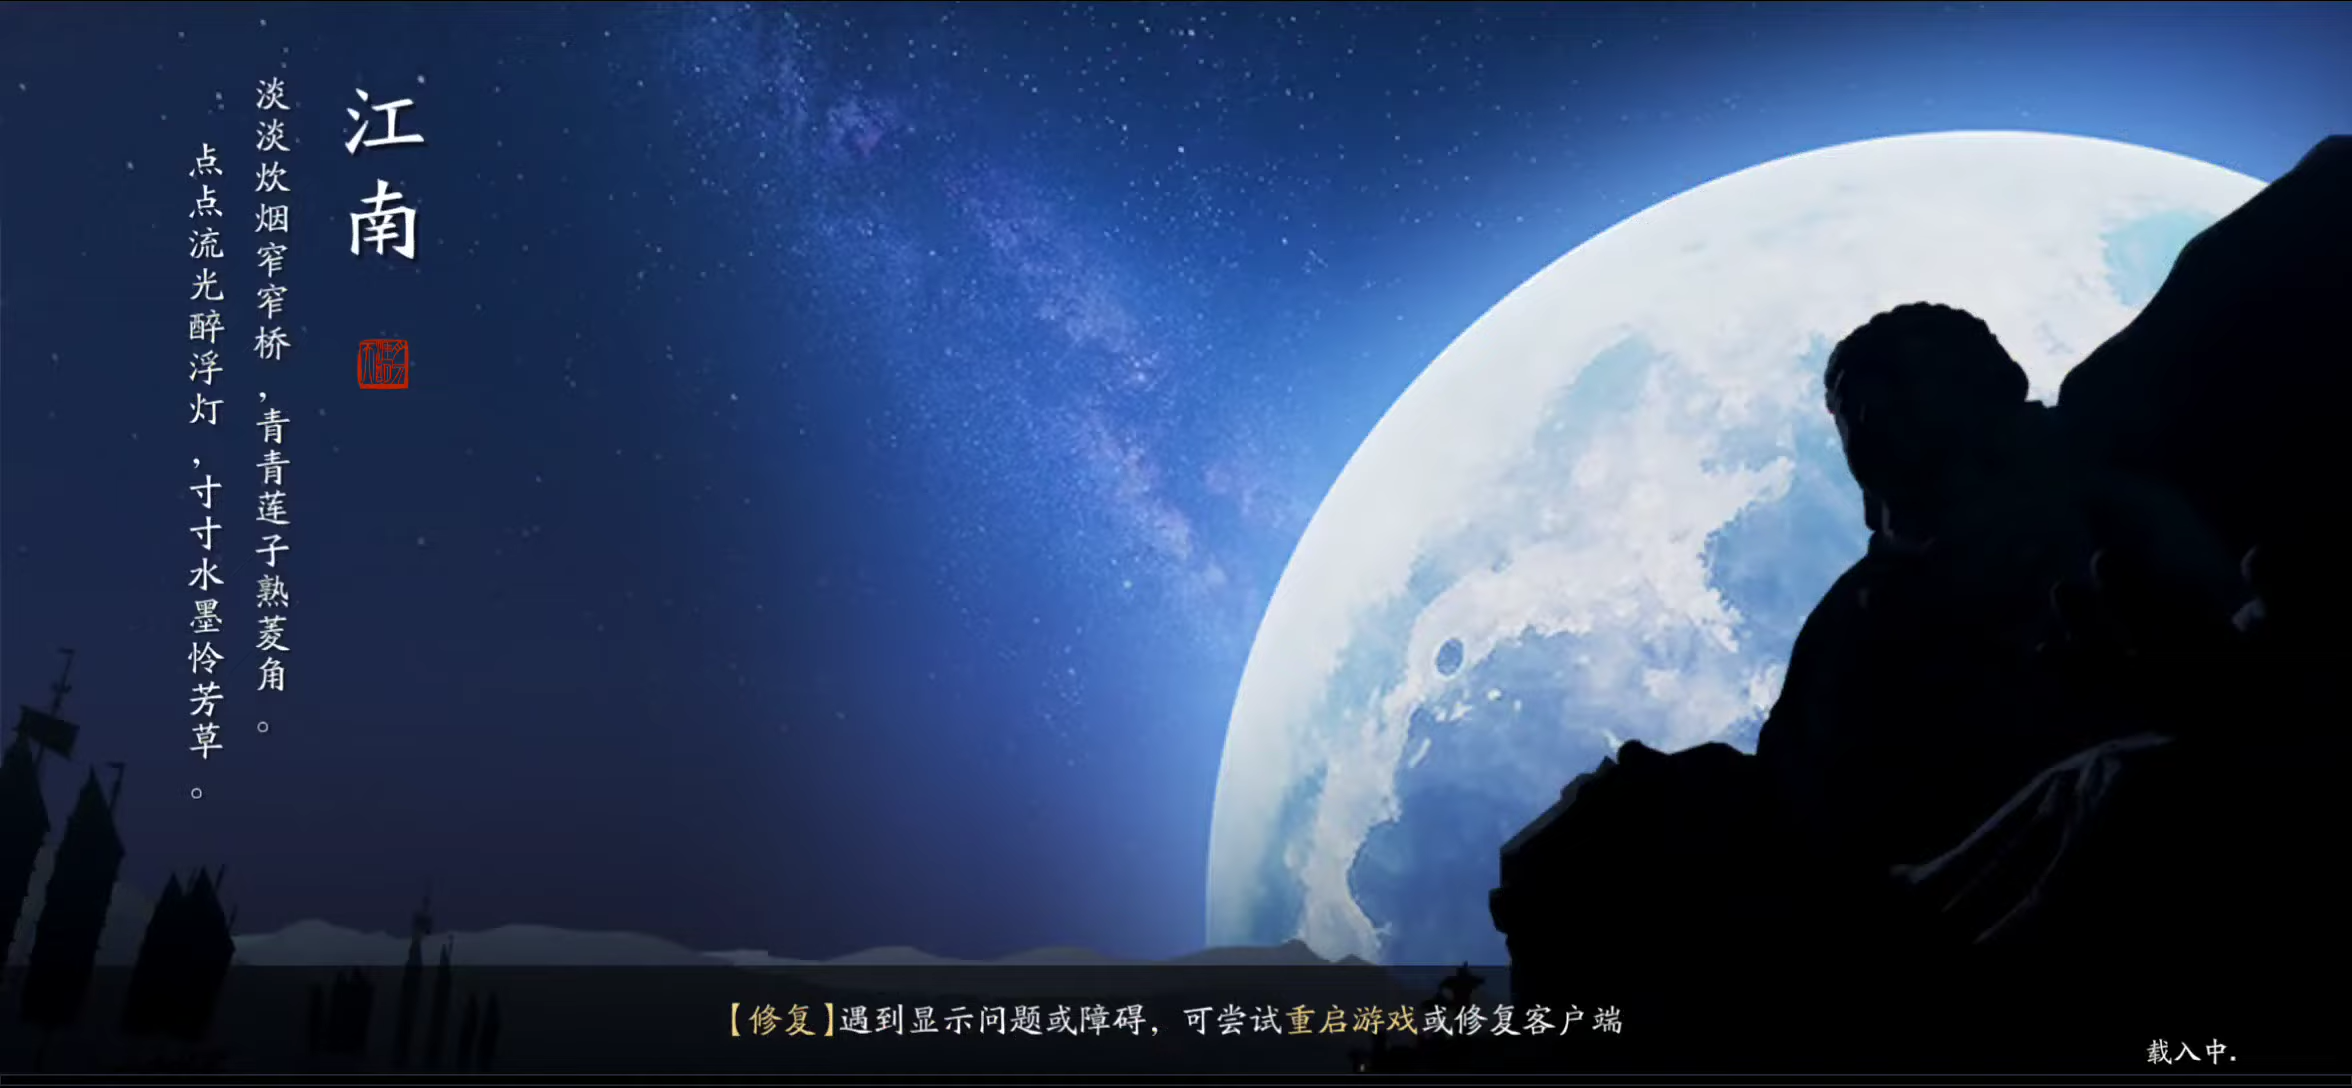 江南
淡淡炊烟窄窄桥，青青莲子熟菱角。
点点流光醉浮灯，寸寸水墨怜芳草。
【修复】遇到显示问题或障碍，可尝试重启游戏或修复客户端
载入中.